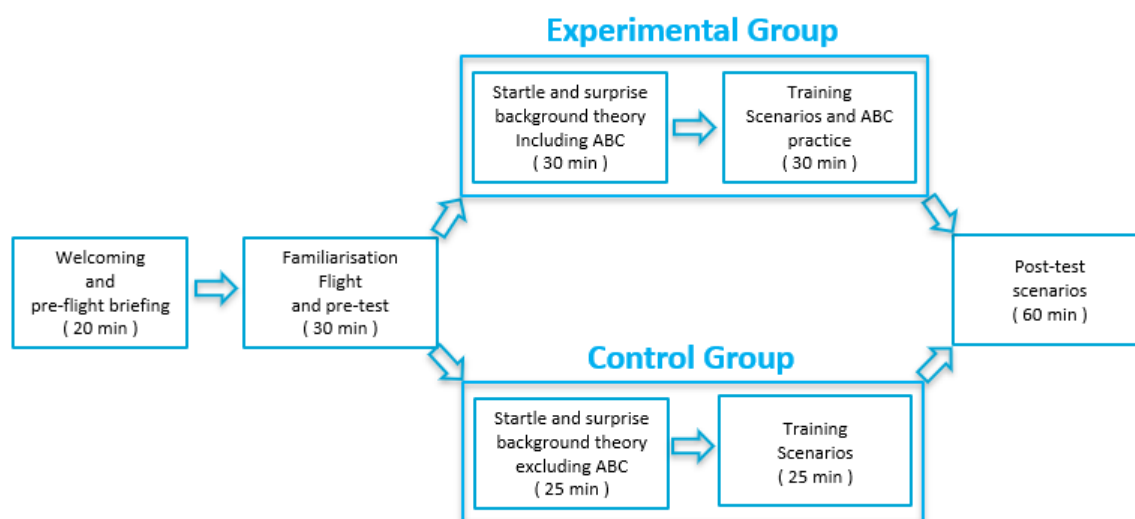 Experimental Group
Startle and surprise
background theory
Including ABC
( 30 min )
Training
Scenarios and ABC
practice
( 30 min )
Welcoming
and
pre-flight briefing
( 20 min )
Familiarisation
Flight
and pre-test
( 30 min )
Post-test
scenarios
( 60 min )
Control Group
Startle and surprise
background theory
excluding ABC
( 25 min )
Training
Scenarios
( 25 min )